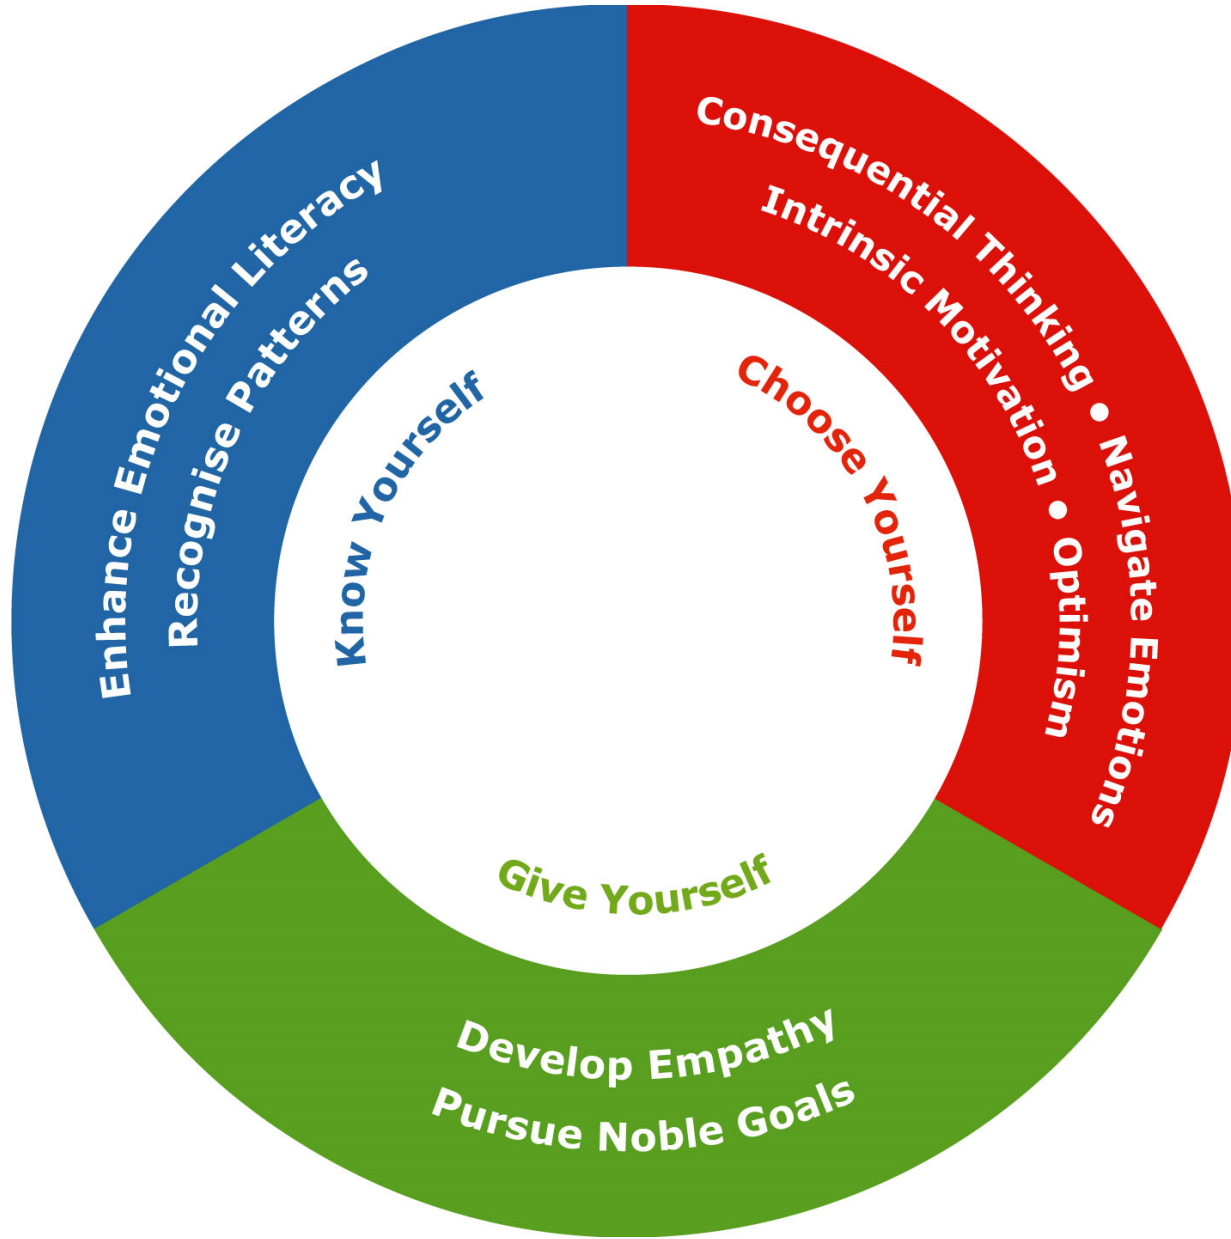 Enhance Emotional Literacy
Recognise Patterns
Know Yourself
Consequential Thinking • Navigate Emotions
Intrinsic Motivation • Optimism
Choose Yourself
Give Yourself
Develop Empathy
Pursue Noble Goals